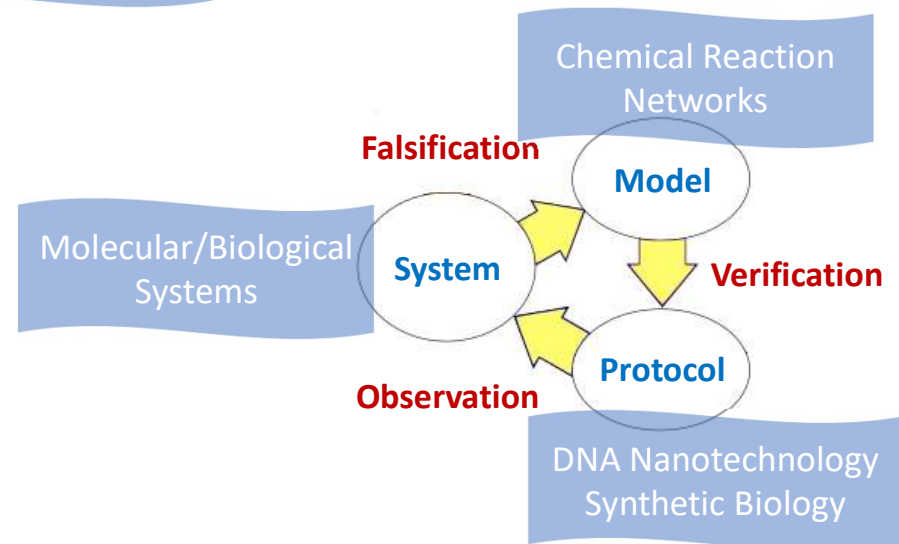 Chemical Reaction
Networks
Falsification
Model
Molecular/Biological
Systems
System
Verification
Protocol
Observation
DNA Nanotechnology
Synthetic Biology